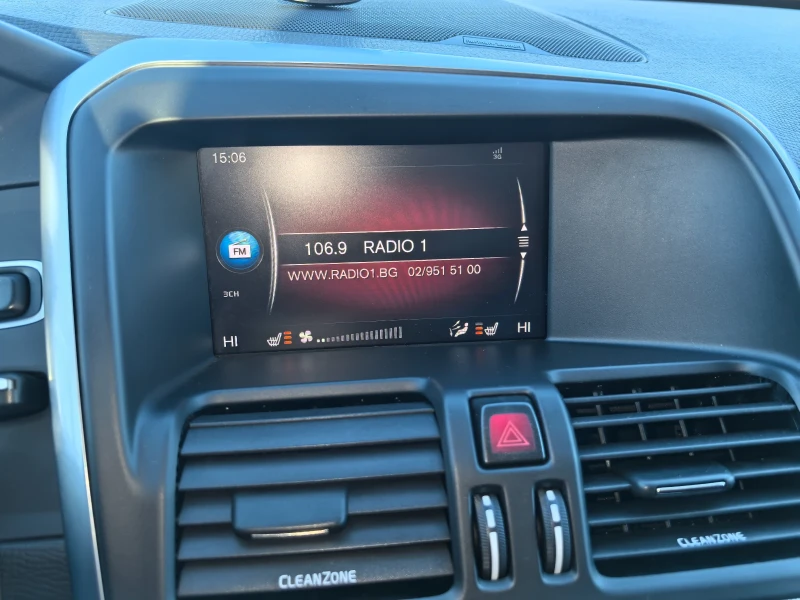 15:06
3G
FM
106.9 RADIO 1
WWW.RADIO1.BG 02/951 51 00
3CH
HI
HI
CLEANZONE
CLEANZONE